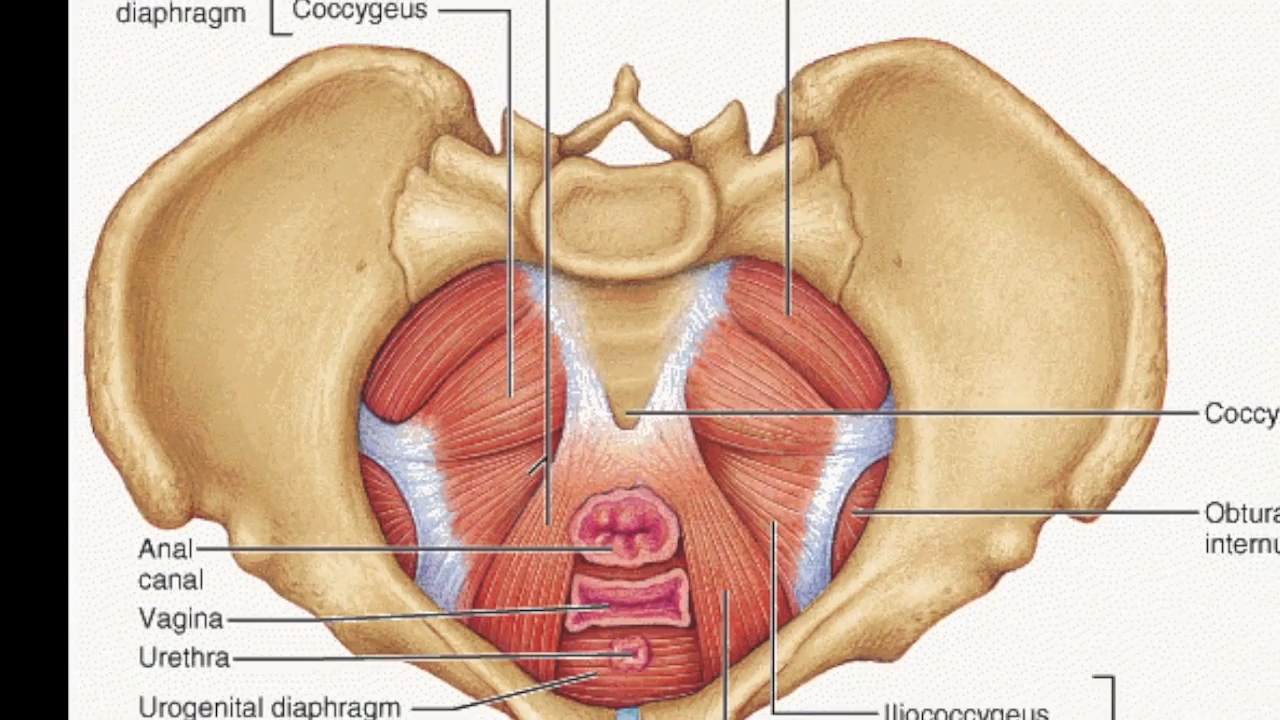 diaphragm
Coccygeus
Coccy
Obtura
internu
Anal
canal
Vagina
Urethra
Urogenital diaphragm
Iliococcygeus